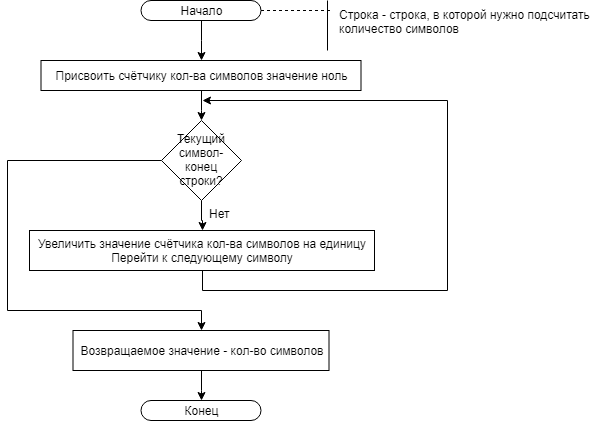 Начало
Строка - строка, в которой нужно подсчитать
количество символов
Присвоить счётчику кол-ва символов значение ноль
Текущий
символ-
конец
строки?
Нет
Увеличить значение счётчика кол-ва символов на единицу
Перейти к следующему символу
Возвращаемое значение - кол-во символов
Конец